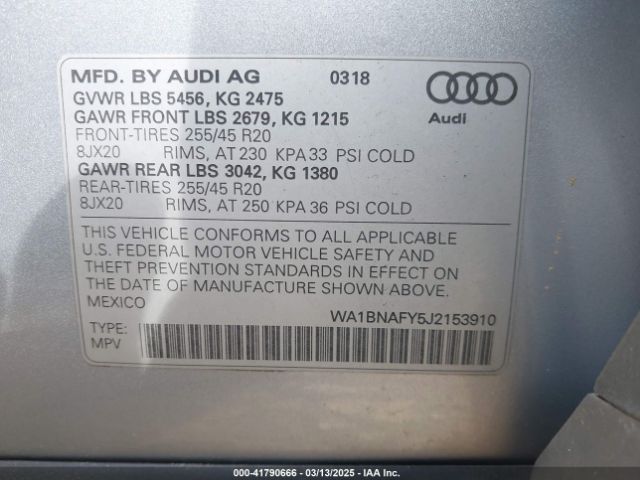 MFD. BY AUDI AG 0318
GVWR LBS 5456, KG 2475
GAWR FRONT LBS 2679, KG 1215
Audi
FRONT-TIRES 255/45 R20
8JX20 RIMS, AT 230 KPA 33 PSI COLD
GAWR REAR LBS 3042, KG 1380
REAR-TIRES 255/45 R20
8JX20 RIMS, AT 250 KPA 36 PSI COLD
THIS VEHICLE CONFORMS TO ALL APPLICABLE
U.S. FEDERAL MOTOR VEHICLE SAFETY AND
THEFT PREVENTION STANDARDS IN EFFECT ON
THE DATE OF MANUFACTURE SHOWN ABOVE.
MEXICO
WA1BNAFY5J2153910
TYPE:
MPV
000-41790666 - 03/13/2025 - IAA Inc.